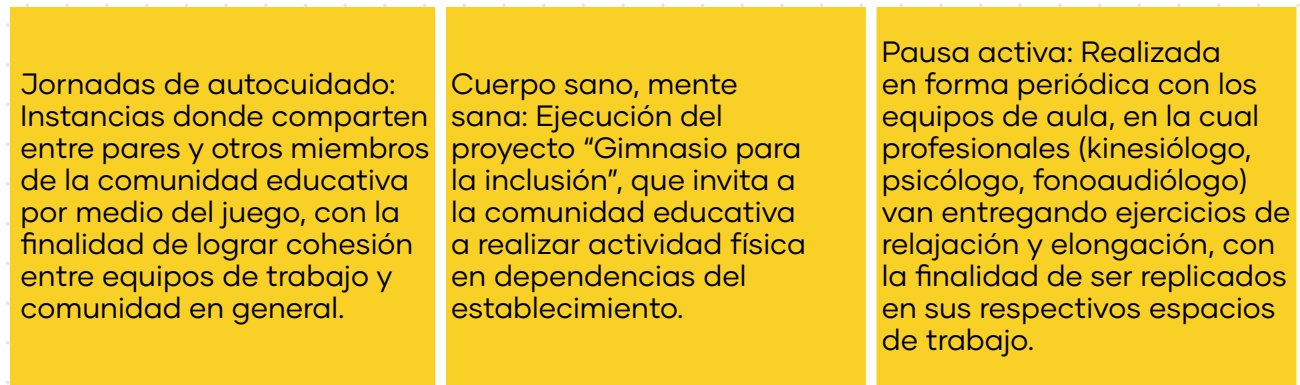 Jornadas de autocuidado:
Instancias donde comparten
entre pares y otros miembros
de la comunidad educativa
por medio del juego, con la
finalidad de lograr cohesión
entre equipos de trabajo y
comunidad en general.
Cuerpo sano, mente
sana: Ejecución del
proyecto “Gimnasio para
la inclusión”, que invita a
la comunidad educativa
a realizar actividad física
en dependencias del
establecimiento.
Pausa activa: Realizada
en forma periódica con los
equipos de aula, en la cual
profesionales (kinesiólogo,
psicólogo, fonoaudiólogo)
van entregando ejercicios de
relajación y elongación, con
la finalidad de ser replicados
en sus respectivos espacios
de trabajo.